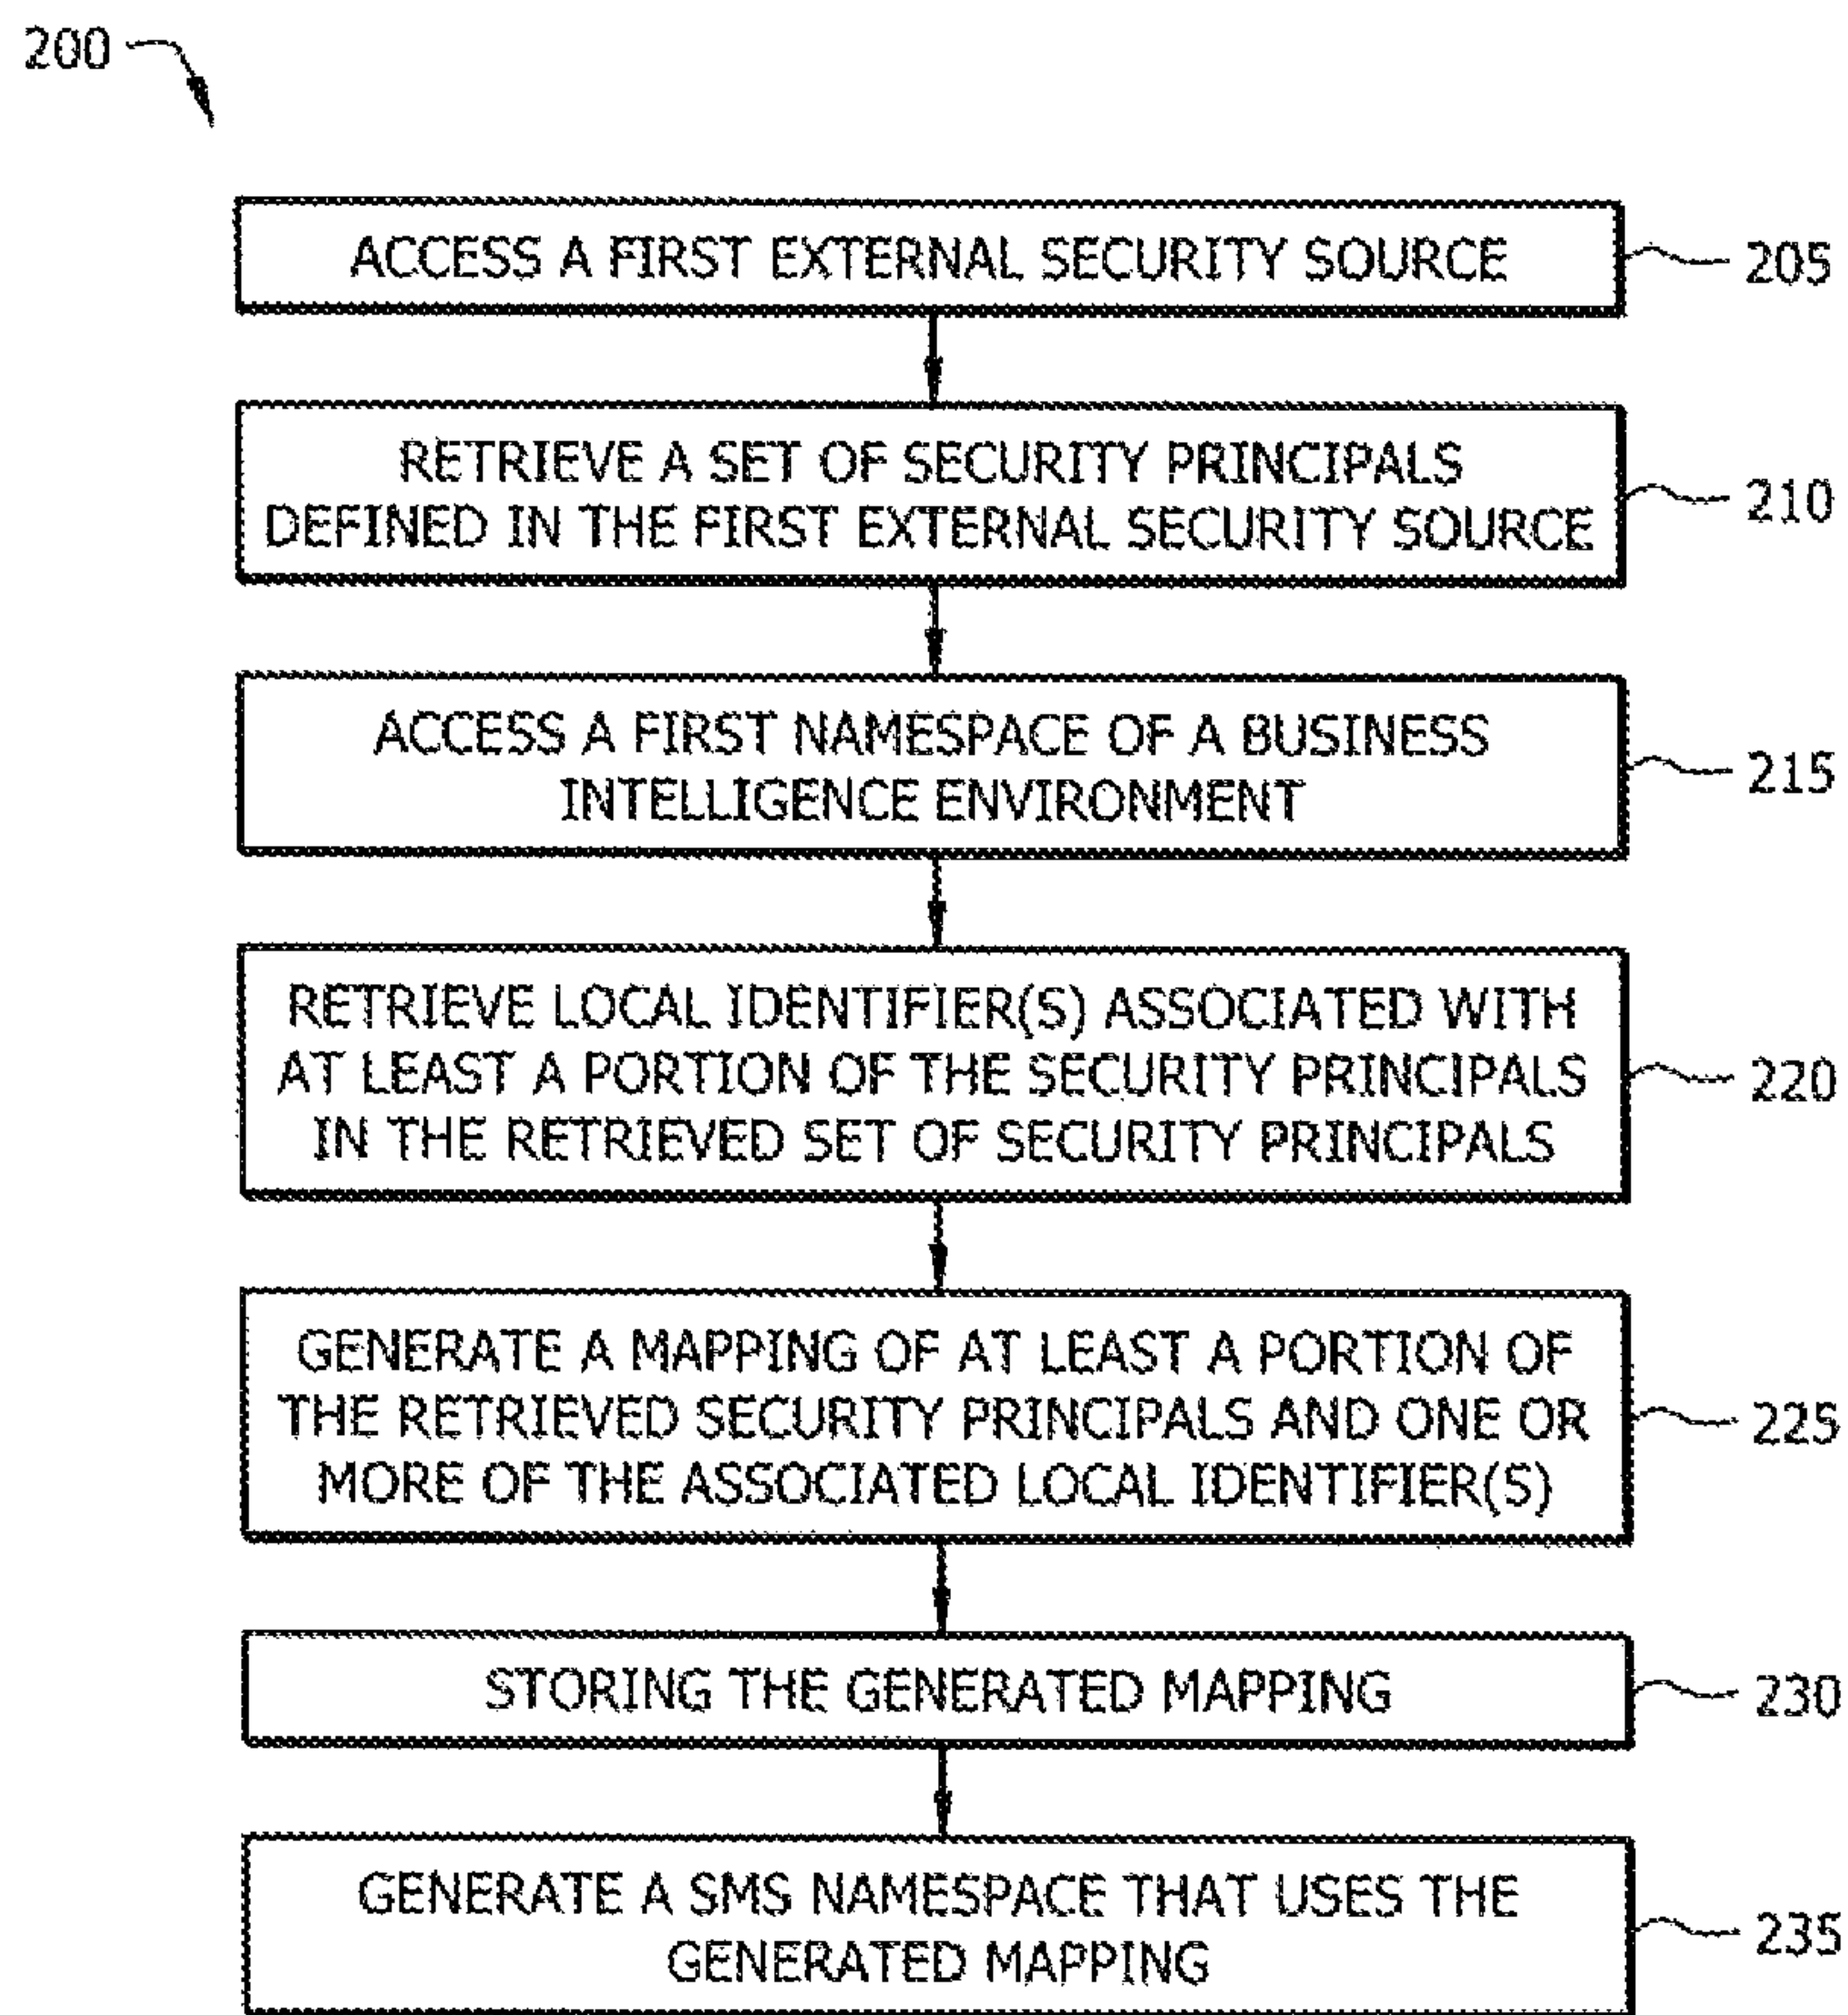 200
ACCESS A FIRST EXTERNAL SECURITY SOURCE
205
RETRIEVE A SET OF SECURITY PRINCIPALS
DEFINED IN THE FIRST EXTERNAL SECURITY SOURCE
210
ACCESS A FIRST NAMESPACE OF A BUSINESS
INTELLIGENCE ENVIRONMENT
215
RETRIEVE LOCAL IDENTIFIER(S) ASSOCIATED WITH
AT LEAST A PORTION OF THE SECURITY PRINCIPALS
IN THE RETRIEVED SET OF SECURITY PRINCIPALS
220
GENERATE A MAPPING OF AT LEAST A PORTION OF
THE RETRIEVED SECURITY PRINCIPALS AND ONE OR
MORE OF THE ASSOCIATED LOCAL IDENTIFIER(S)
225
STORING THE GENERATED MAPPING
230
GENERATE A SMS NAMESPACE THAT USES THE
GENERATED MAPPING
235